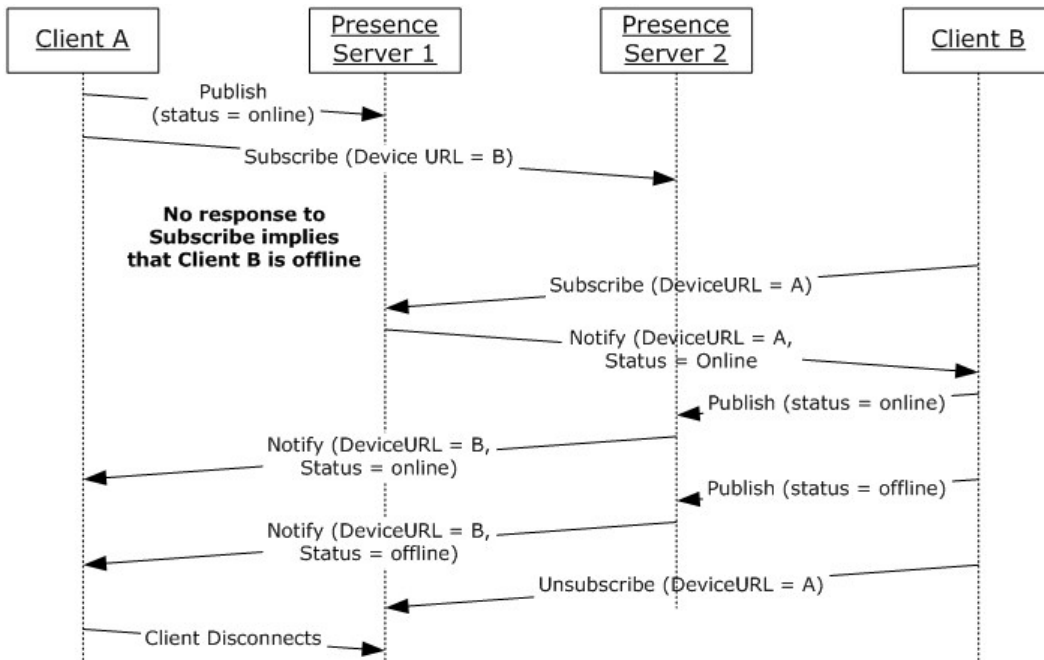 Client A
Presence
Server 1
Presence
Server 2
Client B
Publish
(status = online)
Subscribe (Device URL = B)
No response to
Subscribe implies
that Client B is offline
Subscribe (DeviceURL = A)
Notify (DeviceURL = A,
Status = Online
Publish (status = online)
Notify (DeviceURL = B,
Status = online)
Publish (status = offline)
Notify (DeviceURL = B,
Status = offline)
Unsubscribe (DeviceURL = A)
Client Disconnects